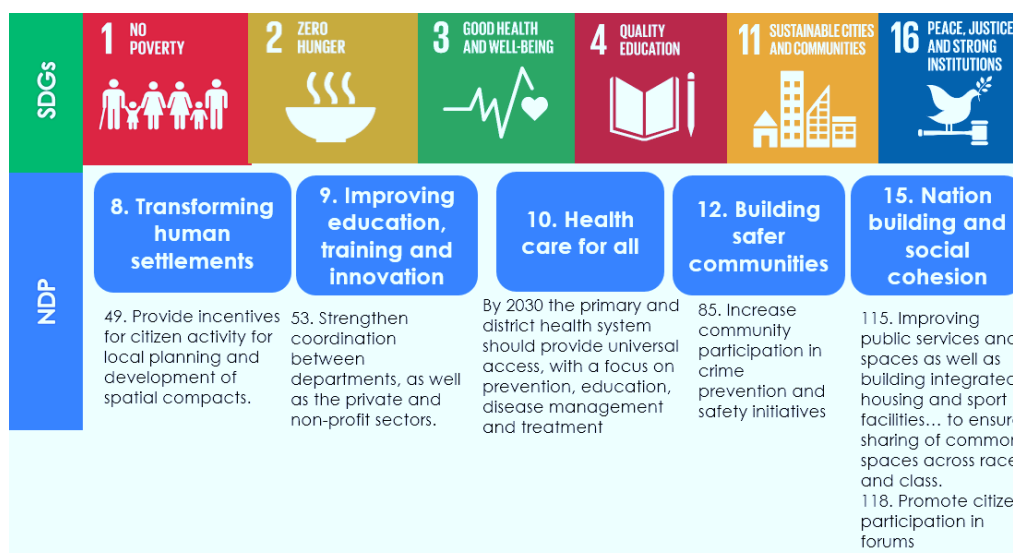 SDGs
1 NO
POVERTY
2 ZERO
HUNGER
3 GOOD HEALTH
AND WELL-BEING
4 QUALITY
EDUCATION
11 SUSTAINABLE CITIES
AND COMMUNITIES
16 PEACE, JUSTICE
AND STRONG
INSTITUTIONS
NDP
8. Transforming
human
settlements
49. Provide incentives
for citizen activity for
local planning and
development of
spatial compacts.
9. Improving
education,
training and
innovation
53. Strengthen
coordination
between
departments, as well
as the private and
non-profit sectors.
10. Health
care for all
By 2030 the primary and
district health system
should provide universal
access, with a focus on
prevention, education,
disease management
and treatment
12. Building
safer
communities
85. Increase
community
participation in
crime
prevention and
safety initiatives
15. Nation
building and
social
cohesion
115. Improving
public services and
spaces as well as
building integrated
housing and sport
facilities... to ensure
sharing of common
spaces across race
and class.
118. Promote citize
participation in
forums